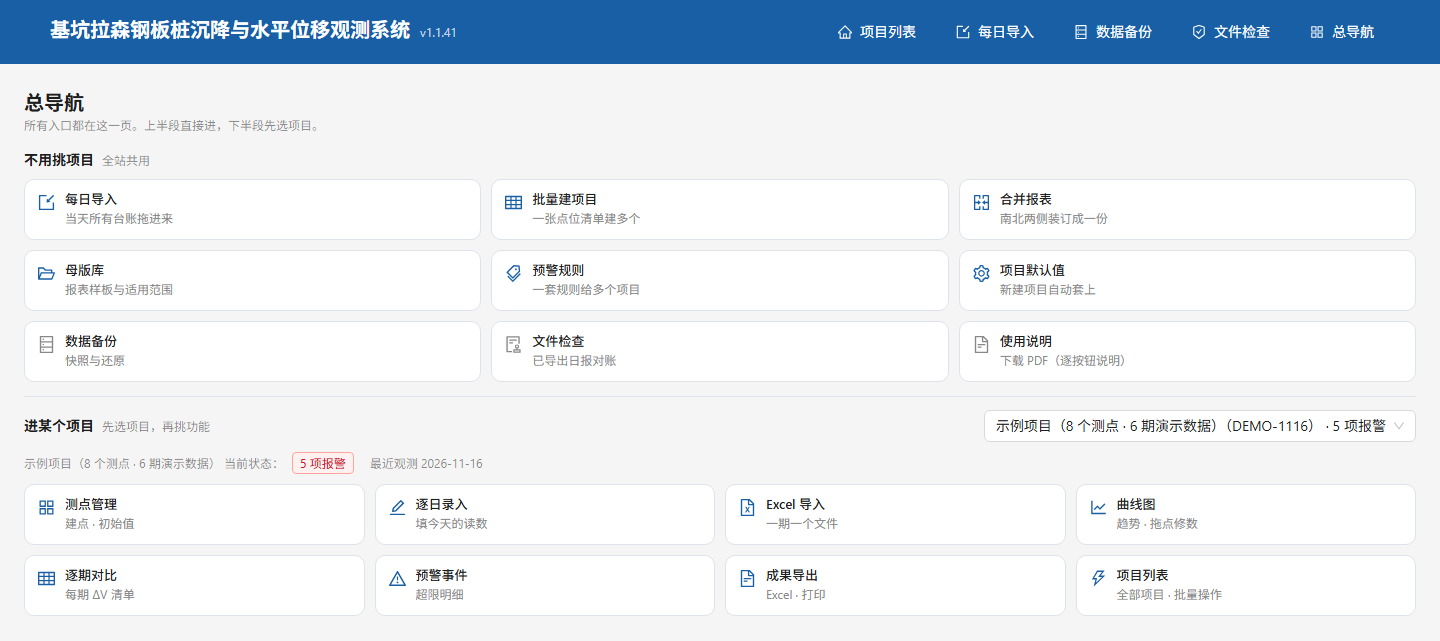 基坑拉森钢板桩沉降与水平位移观测系统 v1.1.41
项目列表 每日导入 数据备份 文件检查 总导航
总导航
所有入口都在这一页。上半段直接进，下半段先选项目。
不用挑项目 全站共用
每日导入
当天所有台账拖进来
批量建项目
一张点位清单建多个
合并报表
南北两侧装订成一份
母版库
报表样板与适用范围
预警规则
一套规则给多个项目
项目默认值
新建项目自动套上
数据备份
快照与还原
文件检查
已导出日报对账
使用说明
下载 PDF（逐按钮说明）
进某个项目 先选项目，再挑功能
示例项目（8 个测点 · 6 期演示数据）（DEMO-1116） · 5 项报警
示例项目（8 个测点 · 6 期演示数据） 当前状态： 5 项报警 最近观测 2026-11-16
测点管理
建点 · 初始值
逐日录入
填今天的读数
Excel 导入
一期一个文件
曲线图
趋势 · 拖点修数
逐期对比
每期 ΔV 清单
预警事件
超限明细
成果导出
Excel · 打印
项目列表
全部项目 · 批量操作